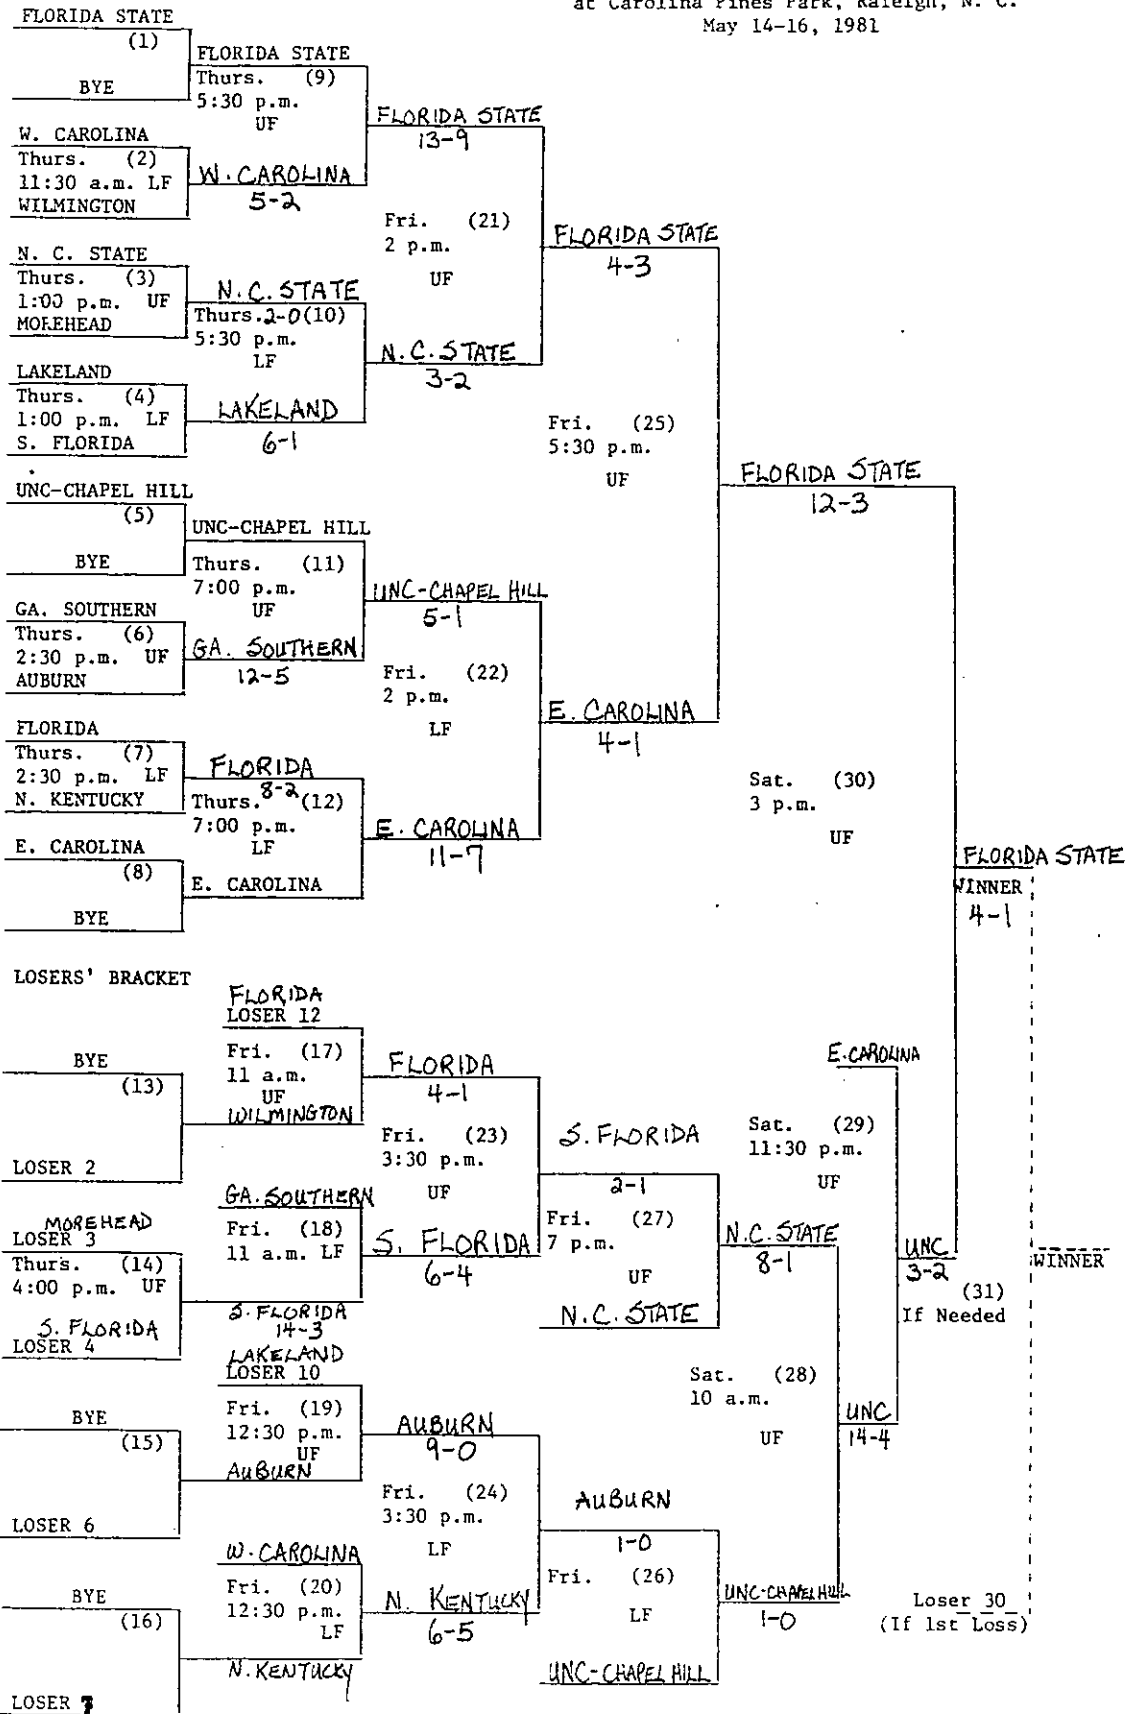 at Carolina Pines Park, Raleigh, N. C.
May 14-16, 1981
FLORIDA STATE
(1)
BYE
FLORIDA STATE
Thurs. (9)
5:30 p.m.
UF
W. CAROLINA
Thurs. (2)
11:30 a.m. LF
WILMINGTON
W. CAROLINA
5-2
FLORIDA STATE
13-9
N. C. STATE
Thurs. (3)
1:00 p.m. UF
MOREHEAD
N.C. STATE
Thurs. 2-0 (10)
5:30 p.m.
LF
LAKELAND
Thurs. (4)
1:00 p.m. LF
S. FLORIDA
LAKELAND
6-1
N.C. STATE
3-2
Fri. (21)
2 p.m.
UF
FLORIDA STATE
4-3
UNC-CHAPEL HILL
(5)
BYE
UNC-CHAPEL HILL
Thurs. (11)
7:00 p.m.
UF
GA. SOUTHERN
Thurs. (6)
2:30 p.m. UF
AUBURN
GA. SOUTHERN
12-5
UNC-CHAPEL HILL
5-1
FLORIDA
Thurs. (7)
2:30 p.m. LF
N. KENTUCKY
FLORIDA
8-2
Thurs. (12)
7:00 p.m.
LF
E. CAROLINA
(8)
BYE
E. CAROLINA
E. CAROLINA
11-7
Fri. (22)
2 p.m.
LF
E. CAROLINA
4-1
Fri. (25)
5:30 p.m.
UF
FLORIDA STATE
12-3
Sat. (30)
3 p.m.
UF
FLORIDA STATE
WINNER
4-1
LOSERS' BRACKET
BYE
(13)
LOSER 2
FLORIDA
LOSER 12
Fri. (17)
11 a.m.
UF
WILMINGTON
FLORIDA
4-1
Fri. (23)
3:30 p.m.
UF
MOREHEAD
LOSER 3
Thurs. (14)
4:00 p.m. UF
S. FLORIDA
LOSER 4
GA. SOUTHERN
Fri. (18)
11 a.m. LF
S. FLORIDA
14-3
S. FLORIDA
6-4
S. FLORIDA
2-1
Fri. (27)
7 p.m.
UF
N.C. STATE
N.C. STATE
8-1
BYE
(15)
LOSER 6
LAKELAND
LOSER 10
Fri. (19)
12:30 p.m.
UF
AUBURN
AUBURN
9-0
Fri. (24)
3:30 p.m.
LF
BYE
(16)
LOSER 7
W. CAROLINA
Fri. (20)
12:30 p.m.
LF
N. KENTUCKY
N. KENTUCKY
6-5
AUBURN
1-0
Fri. (26)
LF
UNC-CHAPEL HILL
UNC-CHAPEL HILL
1-0
Sat. (28)
10 a.m.
UF
UNC
14-4
E. CAROLINA
Sat. (29)
11:30 p.m.
UF
UNC
3-2
(31)
If Needed
WINNER
Loser 30
(If 1st Loss)